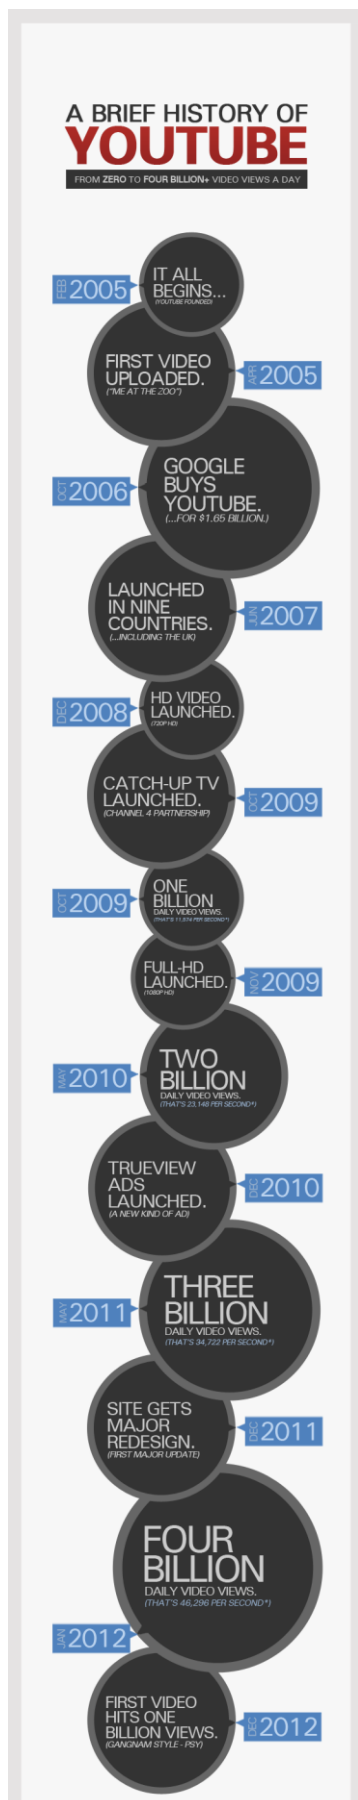 A BRIEF HISTORY OF
YOUTUBE
FROM ZERO TO FOUR BILLION+ VIDEO VIEWS A DAY
FEB 2005
IT ALL
BEGINS...
(YOUTUBE FOUNDED)
FIRST VIDEO
UPLOADED.
("ME AT THE ZOO")
APR 2005
OCT 2006
GOOGLE
BUYS
YOUTUBE.
(...FOR $1.65 BILLION.)
LAUNCHED
IN NINE
COUNTRIES.
(...INCLUDING THE UK)
JUN 2007
DEC 2008
HD VIDEO
LAUNCHED.
(720P HD)
CATCH-UP TV
LAUNCHED.
(CHANNEL 4 PARTNERSHIP)
OCT 2009
OCT 2009
ONE
BILLION
DAILY VIDEO VIEWS.
(THAT'S 11,574 PER SECOND*)
FULL-HD
LAUNCHED.
(1080P HD)
NOV 2009
MAY 2010
TWO
BILLION
DAILY VIDEO VIEWS.
(THAT'S 23,148 PER SECOND*)
TRUEVIEW
ADS
LAUNCHED.
(A NEW KIND OF AD)
DEC 2010
MAY 2011
THREE
BILLION
DAILY VIDEO VIEWS.
(THAT'S 34,722 PER SECOND*)
SITE GETS
MAJOR
REDESIGN.
(FIRST MAJOR UPDATE)
DEC 2011
FOUR
BILLION
DAILY VIDEO VIEWS.
(THAT'S 46,296 PER SECOND*)
JAN 2012
FIRST VIDEO
HITS ONE
BILLION VIEWS.
(GANGNAM STYLE - PSY)
DEC 2012